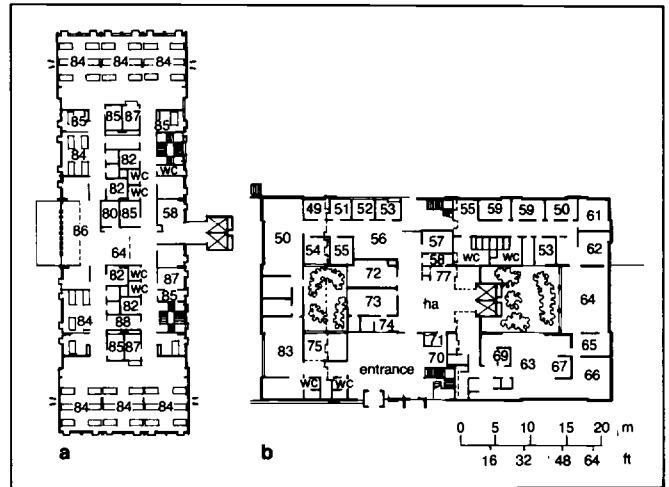 84 84 84
85 85 87 85
84 82 WC
82 WC WC
80 85 58
86
64
82 WC 87
82 WC 85
84 88
85 87
84 84 84
a
49 51 52 53 55 59 59 50 61
50 56 57 62
54 55 58 WC WC 53
72 77
73 ha 64
74
83 75 71 65
entrance 70 69 63 67 66
WC WC
b
0 5 10 15 20 m
16 32 48 64 ft